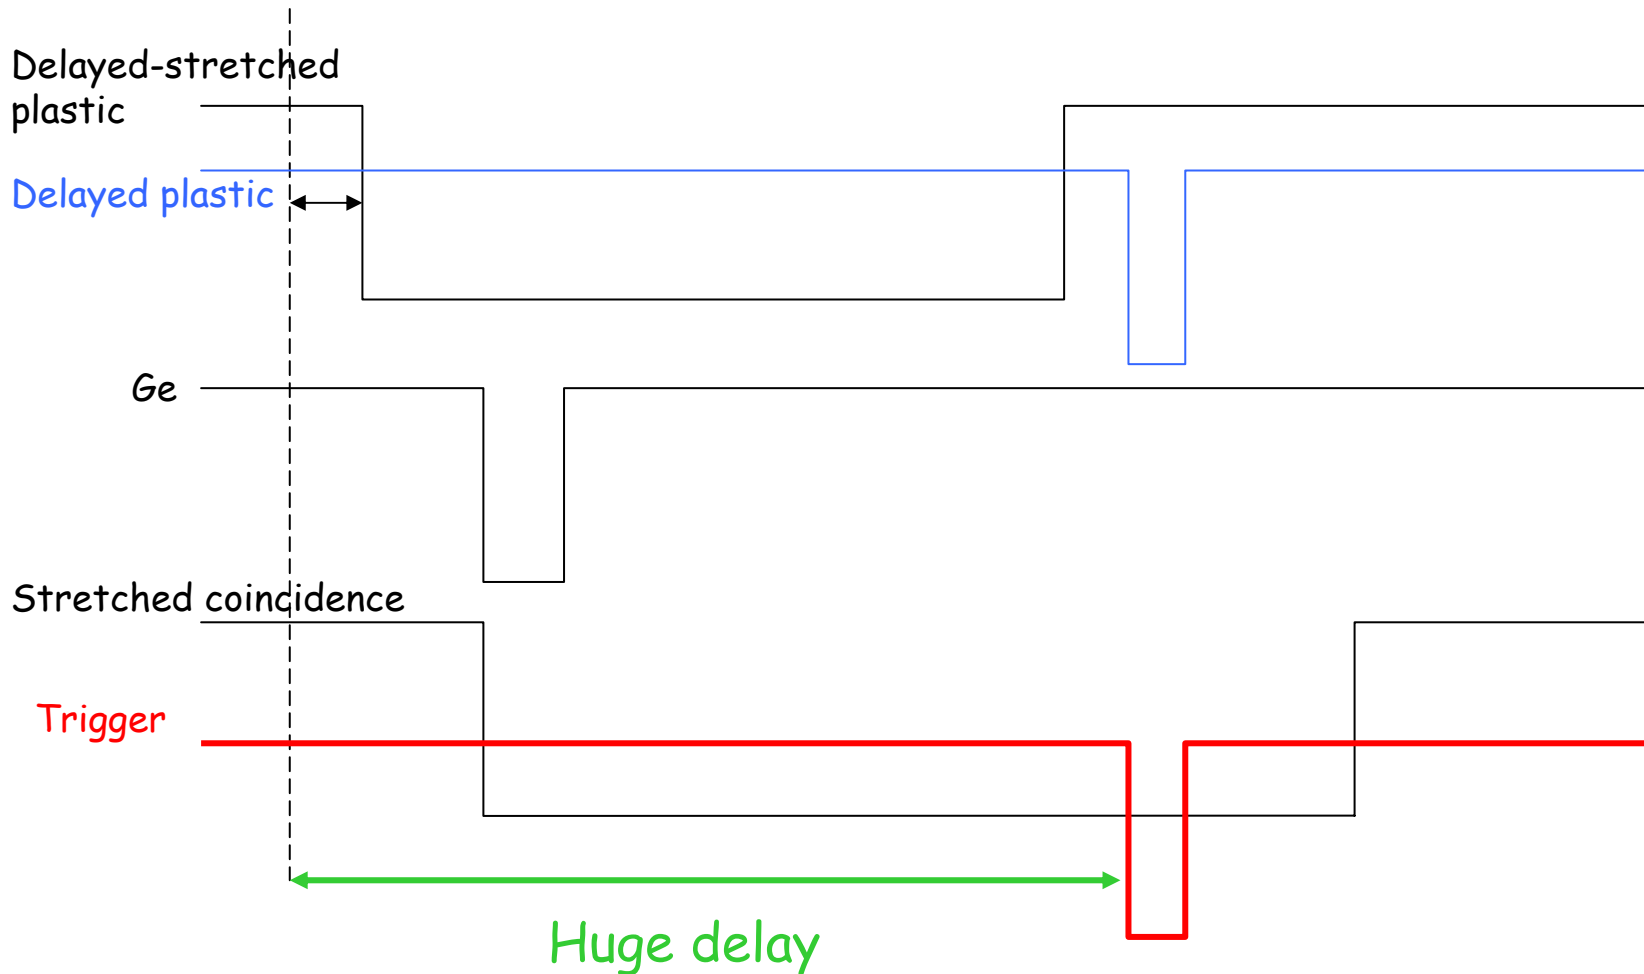 Delayed-stretched
plastic
Delayed plastic
Ge
Stretched coincidence
Trigger
Huge delay